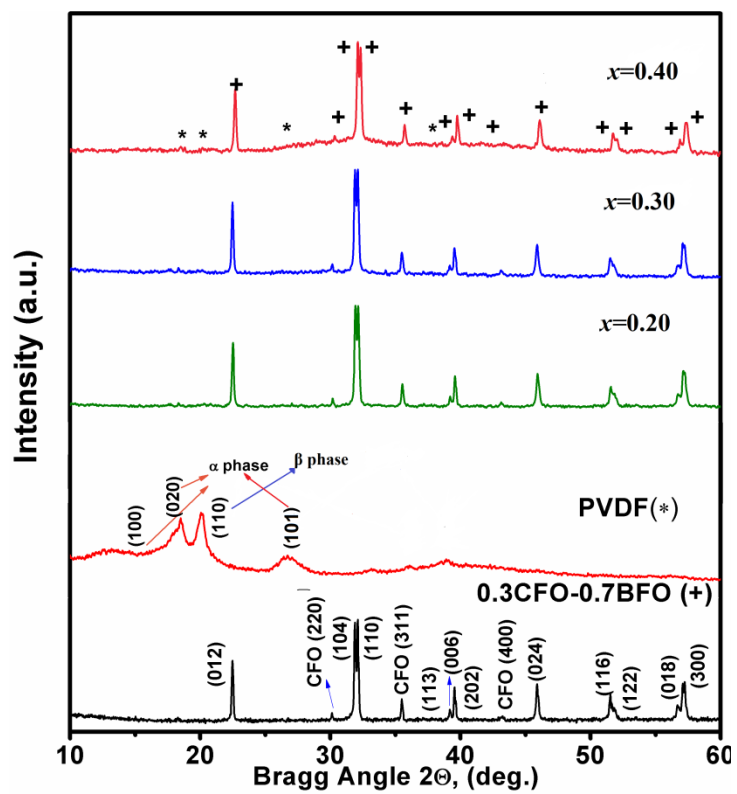 x=0.40
x=0.30
x=0.20
α phase
β phase
(100)
(020)
(110)
(101)
PVDF(*)
0.3CFO-0.7BFO (+)
(012)
CFO (220)
(104)
(110)
CFO (311)
(113)
(006)
(202)
CFO (400)
(024)
(116)
(122)
(018)
(300)
Intensity (a.u.)
10 20 30 40 50 60
Bragg Angle 2Θ, (deg.)